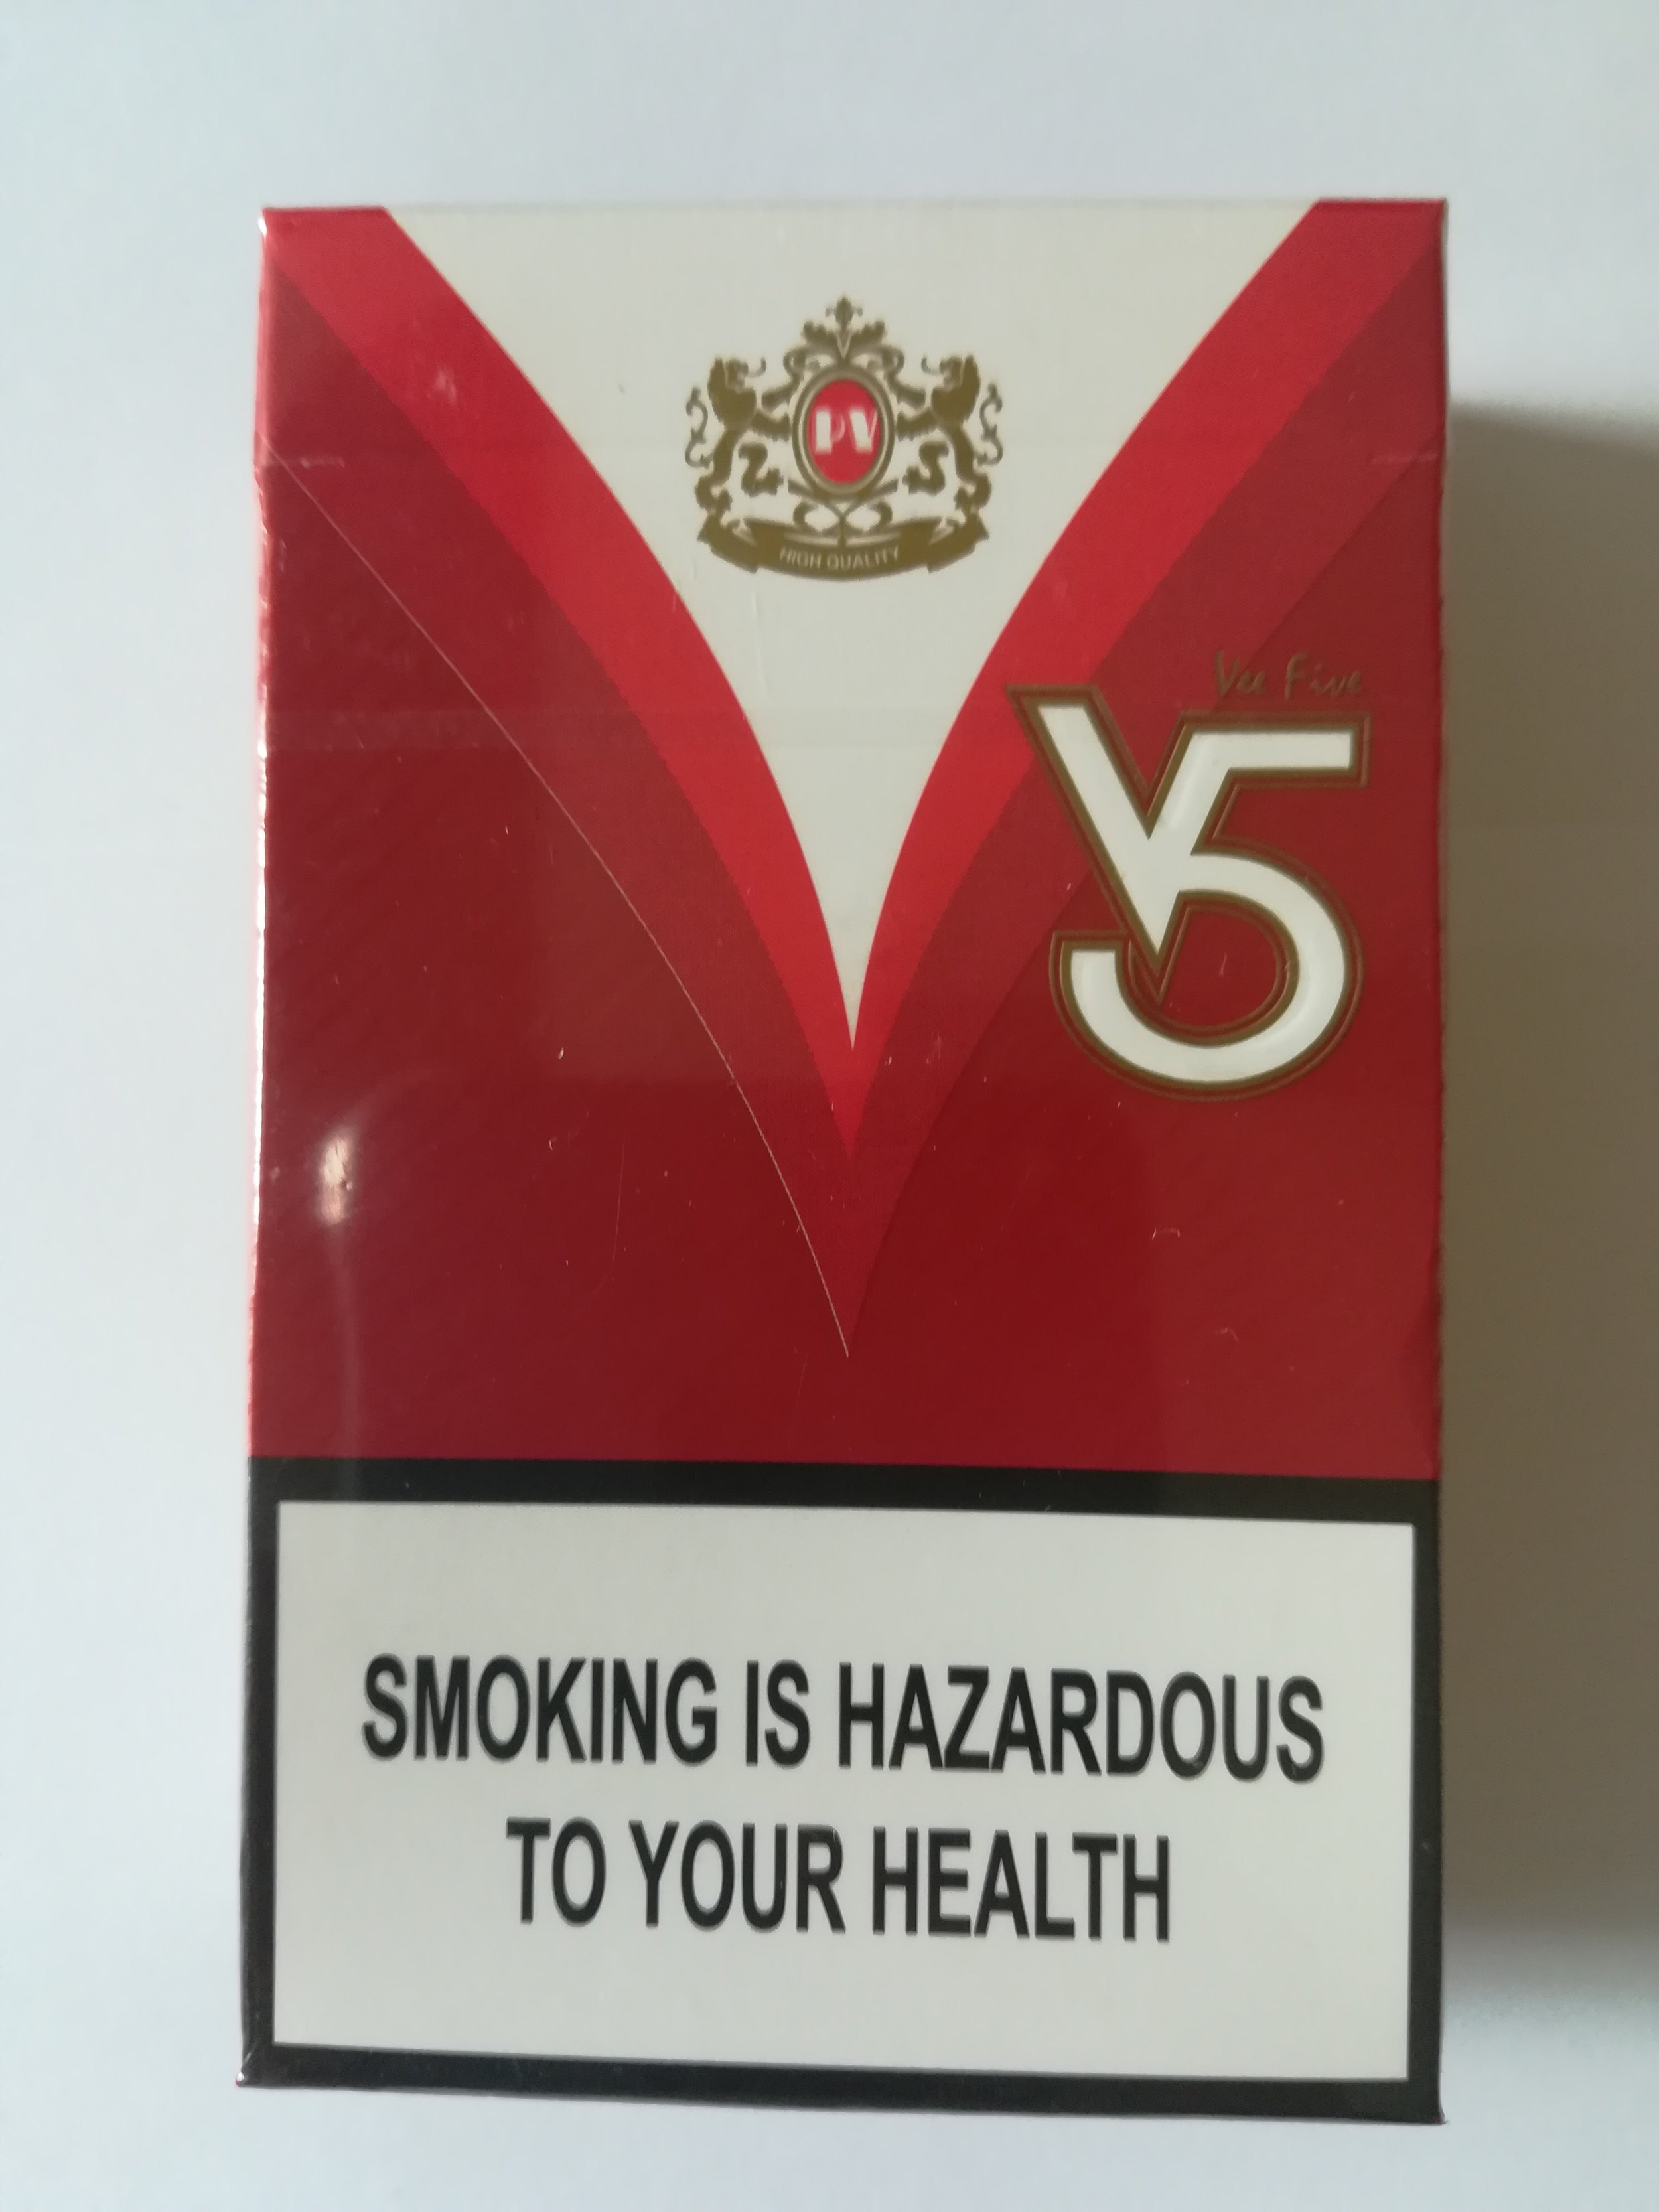 PV
HIGH QUALITY
Vee Five
V5
SMOKING IS HAZARDOUS
TO YOUR HEALTH